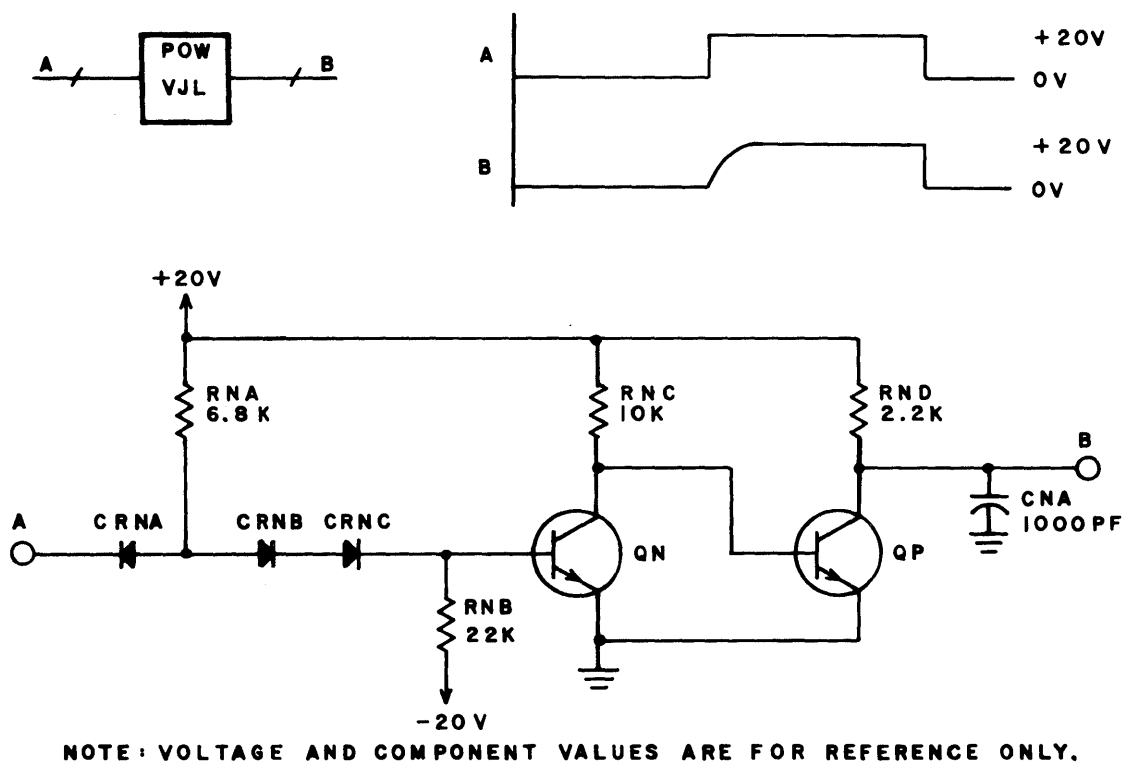 A
POW
VJL
B
A
+20V
0V
B
+20V
0V
+20V
RNA
6.8K
RNC
10K
RND
2.2K
B
CNA
1000PF
A
CRNA
CRNB
CRNC
QN
QP
RNB
22K
-20V
NOTE: VOLTAGE AND COMPONENT VALUES ARE FOR REFERENCE ONLY.